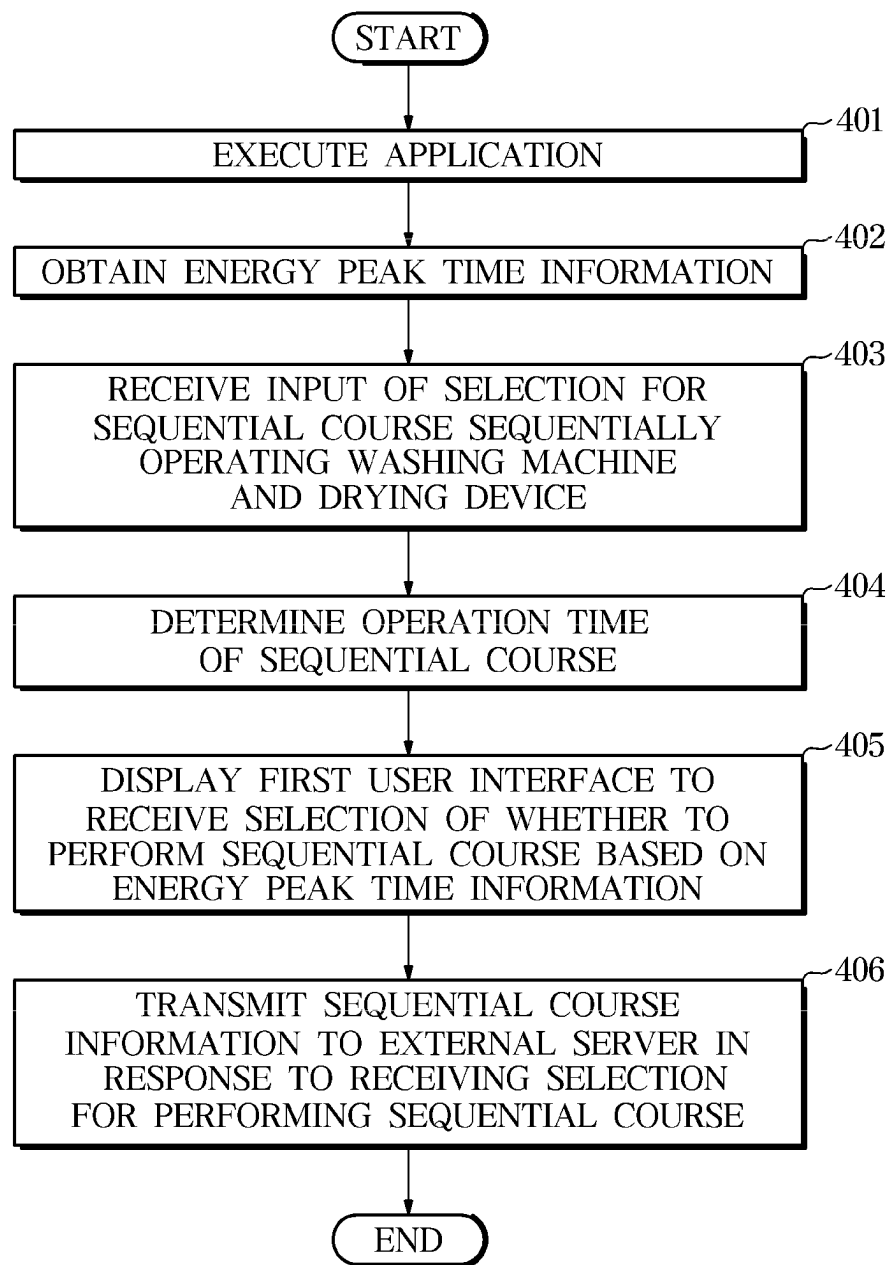 START
401
EXECUTE APPLICATION
402
OBTAIN ENERGY PEAK TIME INFORMATION
403
RECEIVE INPUT OF SELECTION FOR
SEQUENTIAL COURSE SEQUENTIALLY
OPERATING WASHING MACHINE
AND DRYING DEVICE
404
DETERMINE OPERATION TIME
OF SEQUENTIAL COURSE
405
DISPLAY FIRST USER INTERFACE TO
RECEIVE SELECTION OF WHETHER TO
PERFORM SEQUENTIAL COURSE BASED ON
ENERGY PEAK TIME INFORMATION
406
TRANSMIT SEQUENTIAL COURSE
INFORMATION TO EXTERNAL SERVER IN
RESPONSE TO RECEIVING SELECTION
FOR PERFORMING SEQUENTIAL COURSE
END